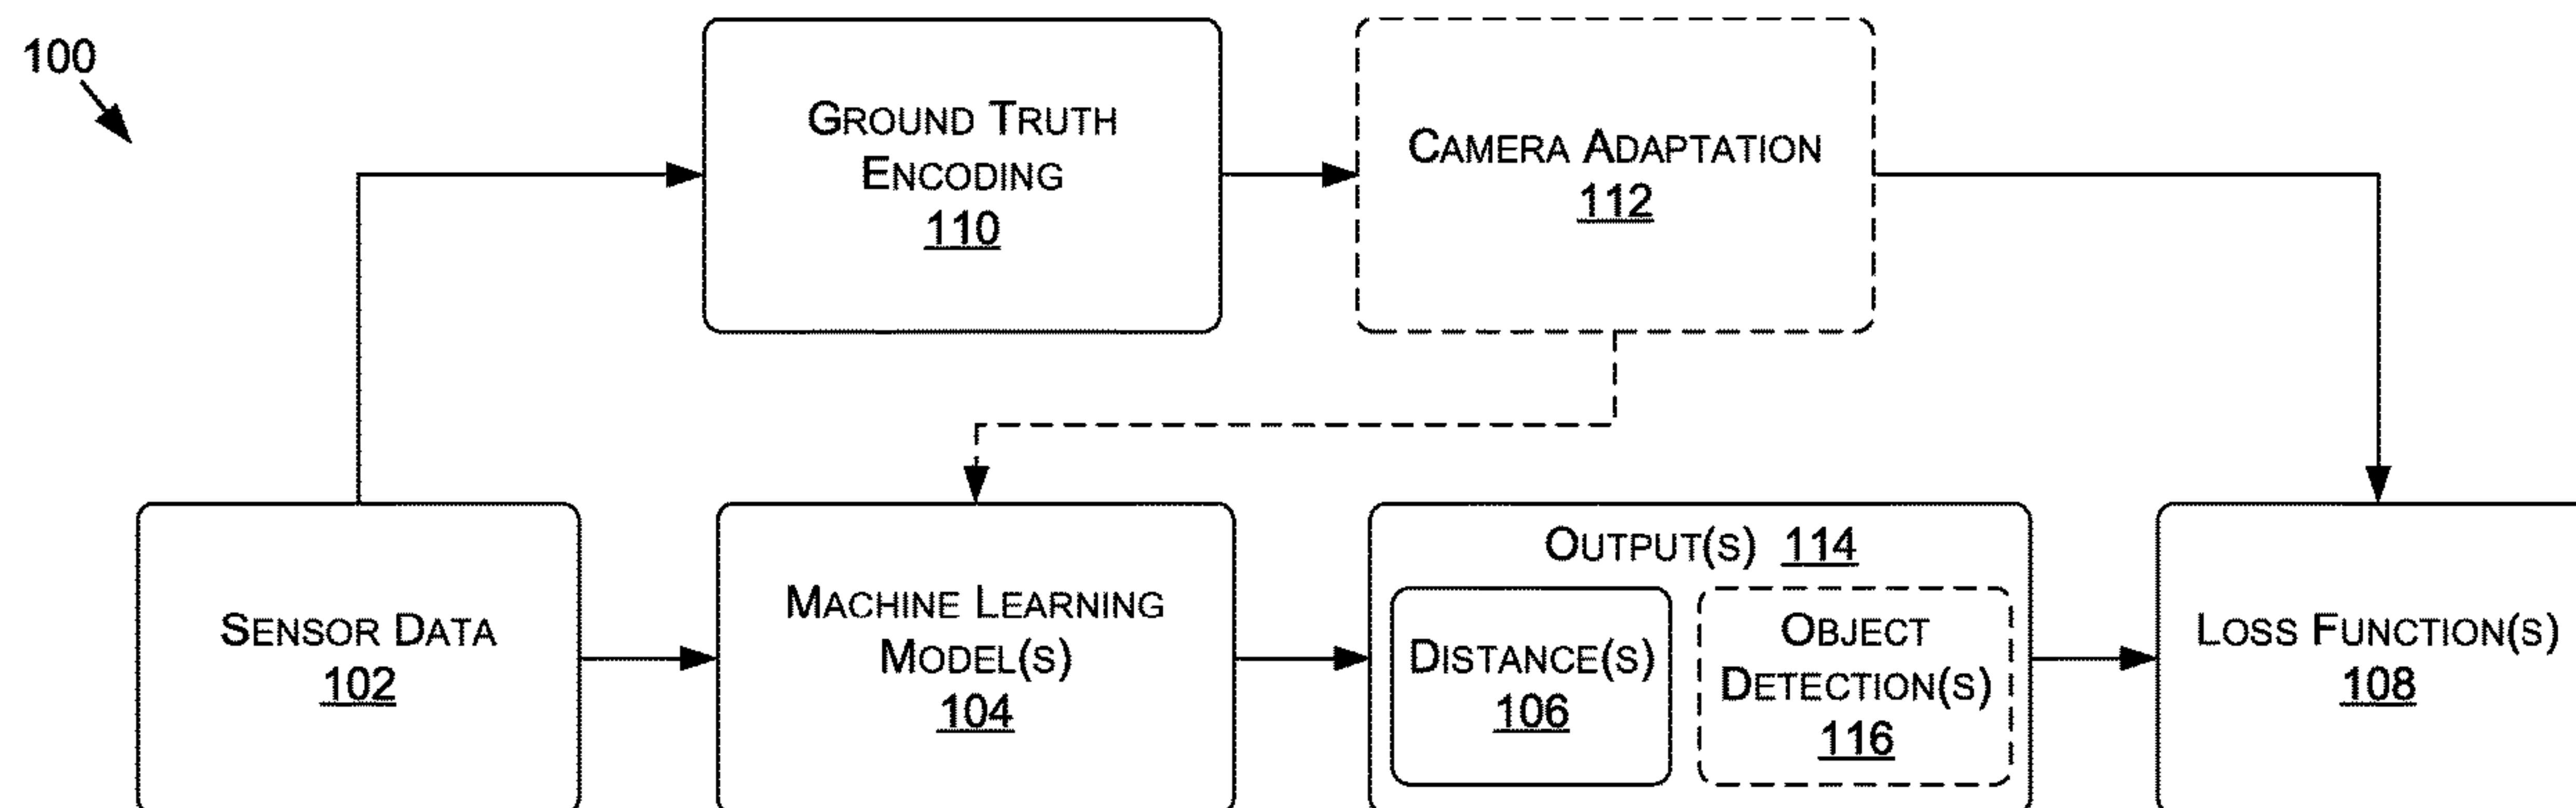 100
GROUND TRUTH
ENCODING
110
CAMERA ADAPTATION
112
SENSOR DATA
102
MACHINE LEARNING
MODEL(S)
104
OUTPUT(S) 114
DISTANCE(S)
106
OBJECT
DETECTION(S)
116
LOSS FUNCTION(S)
108